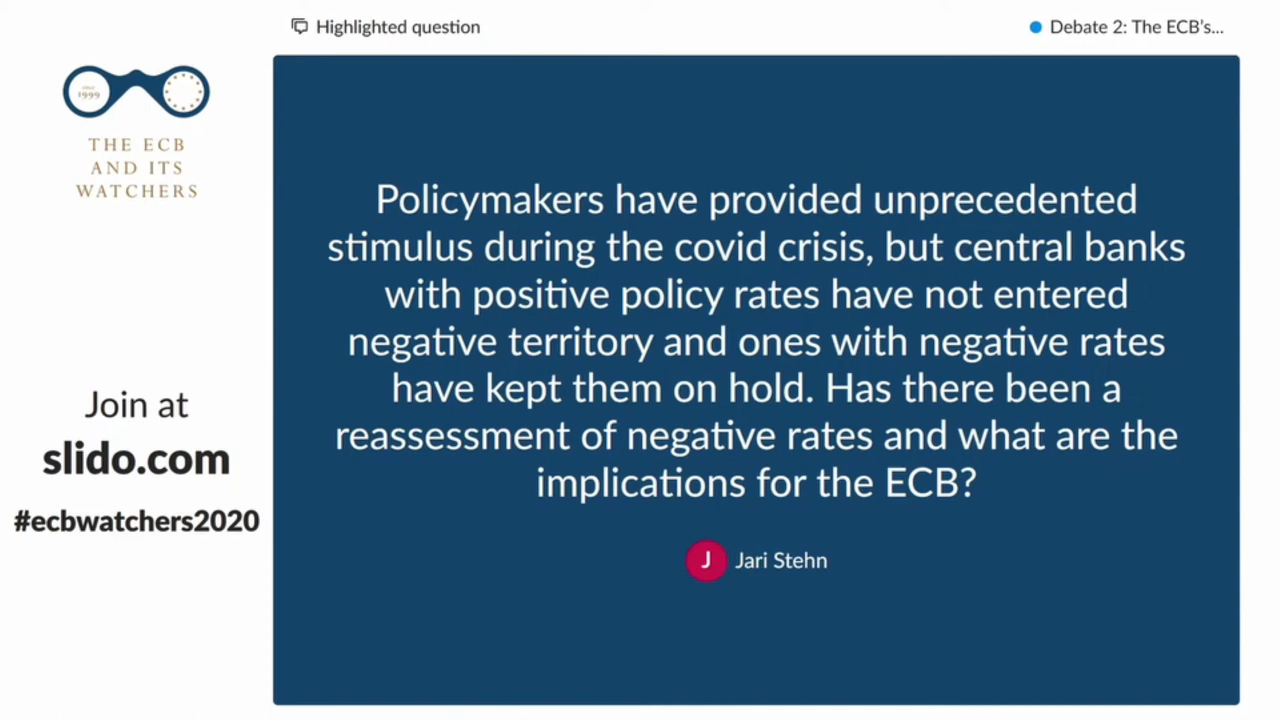 Highlighted question
Debate 2: The ECB's...
since
1999
THE ECB
AND ITS
WATCHERS
Policymakers have provided unprecedented
stimulus during the covid crisis, but central banks
with positive policy rates have not entered
negative territory and ones with negative rates
have kept them on hold. Has there been a
reassessment of negative rates and what are the
implications for the ECB?
J
Jari Stehn
Join at
slido.com
#ecbwatchers2020